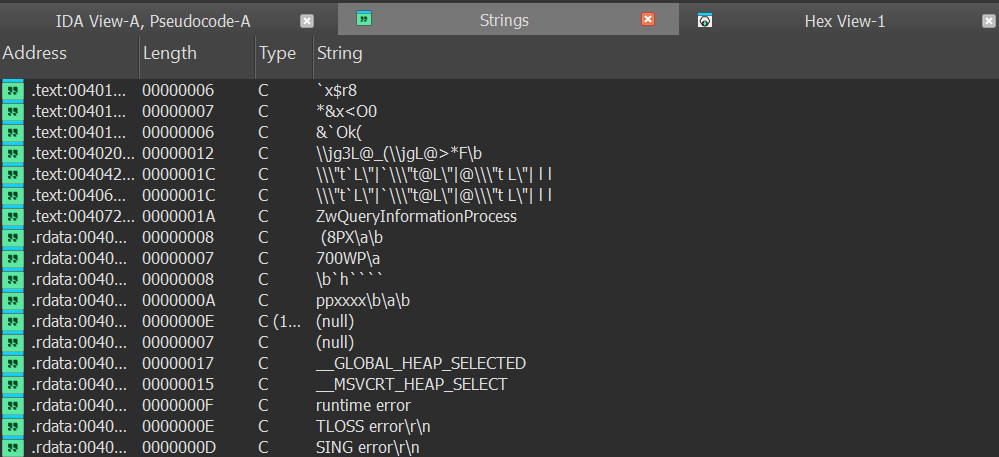 IDA View-A, Pseudocode-A Strings Hex View-1
Address Length Type String
.text:00401... 00000006 C `x$r8
.text:00401... 00000007 C *&x<O0
.text:00401... 00000006 C &`Ok(
.text:004020... 00000012 C \\jg3L@_(\\jgL@>*F\b
.text:004042... 0000001C C \\\"t`L\"|`\\\"t@L\"|@\\\"t L\"| l l
.text:00406... 0000001C C \\\"t`L\"|`\\\"t@L\"|@\\\"t L\"| l l
.text:004072... 0000001A C ZwQueryInformationProcess
.rdata:0040... 00000008 C (8PX\a\b
.rdata:0040... 00000007 C 700WP\a
.rdata:0040... 00000008 C \b`h````
.rdata:0040... 0000000A C ppxxxx\b\a\b
.rdata:0040... 0000000E C (1... (null)
.rdata:0040... 00000007 C (null)
.rdata:0040... 00000017 C __GLOBAL_HEAP_SELECTED
.rdata:0040... 00000015 C __MSVCRT_HEAP_SELECT
.rdata:0040... 0000000F C runtime error
.rdata:0040... 0000000E C TLOSS error\r\n
.rdata:0040... 0000000D C SING error\r\n